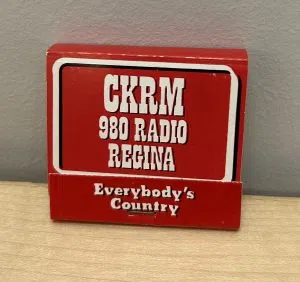 CKRM
980 RADIO
REGINA
Everybody's
Country